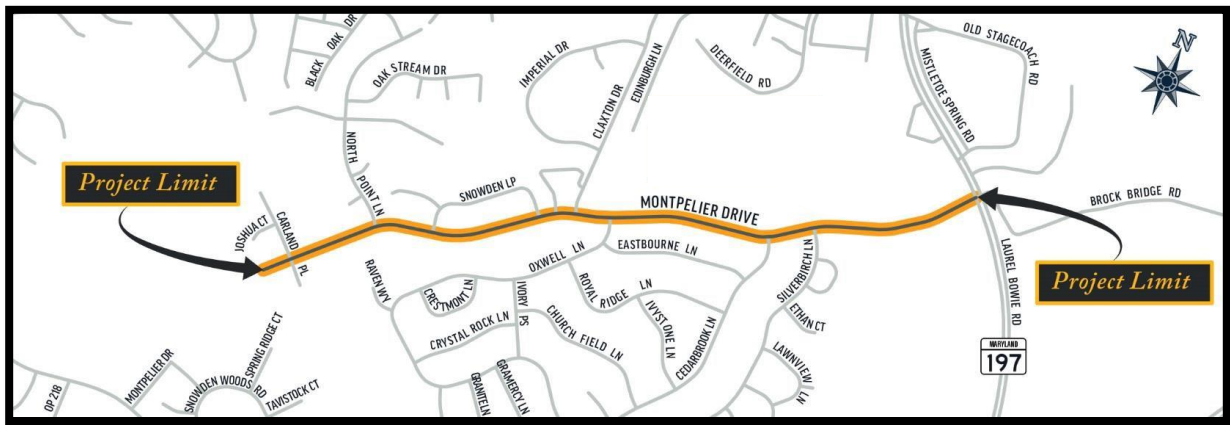 BLACK OAK DR
OAK STREAM DR
IMPERIAL DR
CLAXTON DR
EDINBURGH LN
DEERFIELD RD
MISTLETOE SPRING RD
OLD STAGECOACH RD
N
Project Limit
JOSHUA CT
CARLAND PL
NORTH POINT LN
SNOWDEN LP
MONTPELIER DRIVE
BROCK BRIDGE RD
Project Limit
LAUREL BOWIE RD
MARYLAND
197
RAVEN WY
CRESTMONT LN
OXWELL LN
EASTBOURNE LN
SILVERBIRCH LN
ETHAN CT
IVORY PS
ROYAL RIDGE LN
IVYSTONE LN
CRYSTAL ROCK LN
CHURCH FIELD LN
CEDARBROOK LN
LAWNVIEW LN
GRANITE LN
GRAMERCY LN
OP 218
MONTPELIER DR
SNOWDEN WOODS RD
SPRING RIDGE CT
TAVISTOCK CT